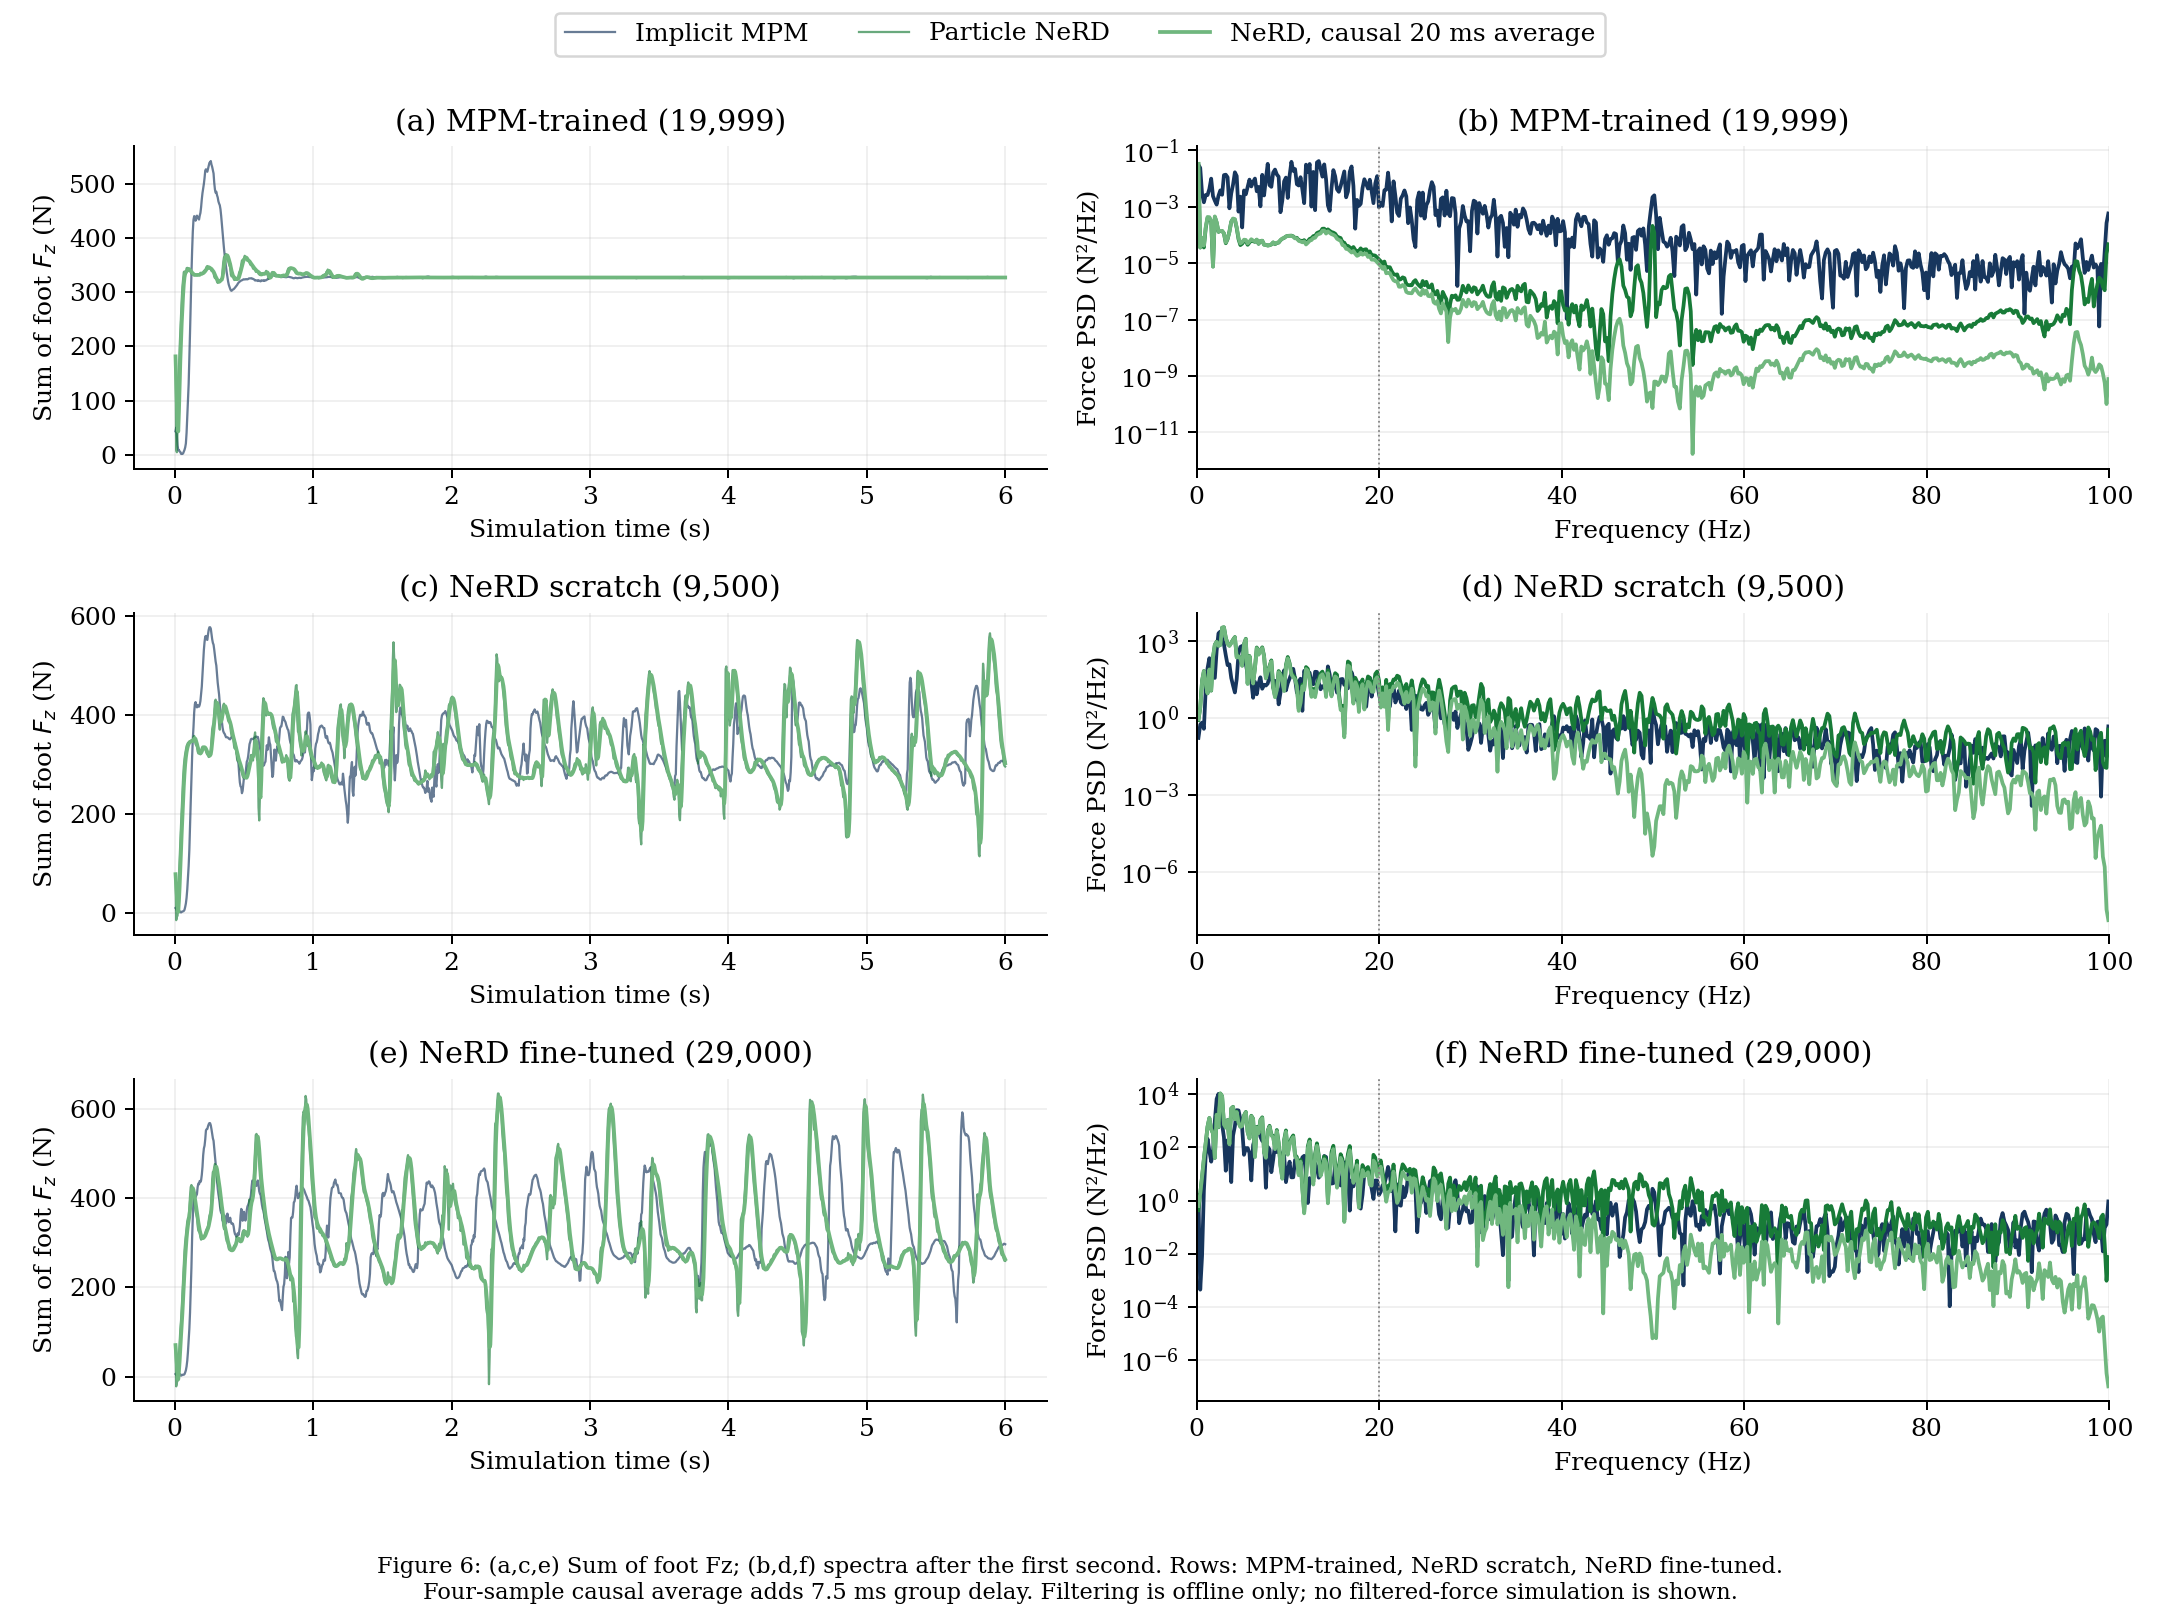 Implicit MPM Particle NeRD NeRD, causal 20 ms average
(a) MPM-trained (19,999)
Sum of foot F_z (N)
500
400
300
200
100
0
0 1 2 3 4 5 6
Simulation time (s)
(b) MPM-trained (19,999)
Force PSD (N²/Hz)
10⁻¹
10⁻³
10⁻⁵
10⁻⁷
10⁻⁹
10⁻¹¹
0 20 40 60 80 100
Frequency (Hz)
(c) NeRD scratch (9,500)
Sum of foot F_z (N)
600
400
200
0
0 1 2 3 4 5 6
Simulation time (s)
(d) NeRD scratch (9,500)
Force PSD (N²/Hz)
10³
10⁰
10⁻³
10⁻⁶
0 20 40 60 80 100
Frequency (Hz)
(e) NeRD fine-tuned (29,000)
Sum of foot F_z (N)
600
400
200
0
0 1 2 3 4 5 6
Simulation time (s)
(f) NeRD fine-tuned (29,000)
Force PSD (N²/Hz)
10⁴
10²
10⁰
10⁻²
10⁻⁴
10⁻⁶
0 20 40 60 80 100
Frequency (Hz)
Figure 6: (a,c,e) Sum of foot Fz; (b,d,f) spectra after the first second. Rows: MPM-trained, NeRD scratch, NeRD fine-tuned.
Four-sample causal average adds 7.5 ms group delay. Filtering is offline only; no filtered-force simulation is shown.